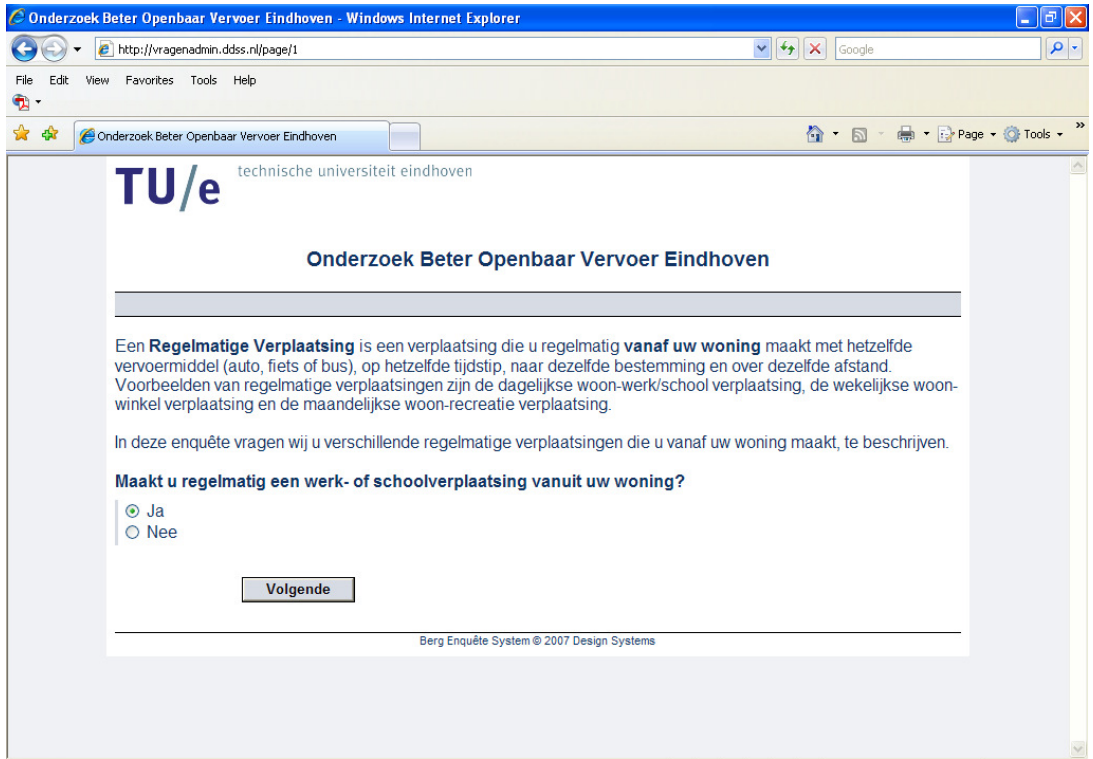 Onderzoek Beter Openbaar Vervoer Eindhoven - Windows Internet Explorer
http://vragenadmin.ddss.nl/page/1
Google
File Edit View Favorites Tools Help
Onderzoek Beter Openbaar Vervoer Eindhoven
Page Tools »
TU/e technische universiteit eindhoven
Onderzoek Beter Openbaar Vervoer Eindhoven
Een Regelmatige Verplaatsing is een verplaatsing die u regelmatig vanaf uw woning maakt met hetzelfde
vervoermiddel (auto, fiets of bus), op hetzelfde tijdstip, naar dezelfde bestemming en over dezelfde afstand.
Voorbeelden van regelmatige verplaatsingen zijn de dagelijkse woon-werk/school verplaatsing, de wekelijkse woon-
winkel verplaatsing en de maandelijkse woon-recreatie verplaatsing.
In deze enquête vragen wij u verschillende regelmatige verplaatsingen die u vanaf uw woning maakt, te beschrijven.
Maakt u regelmatig een werk- of schoolverplaatsing vanuit uw woning?
Ja
Nee
Volgende
Berg Enquête System © 2007 Design Systems